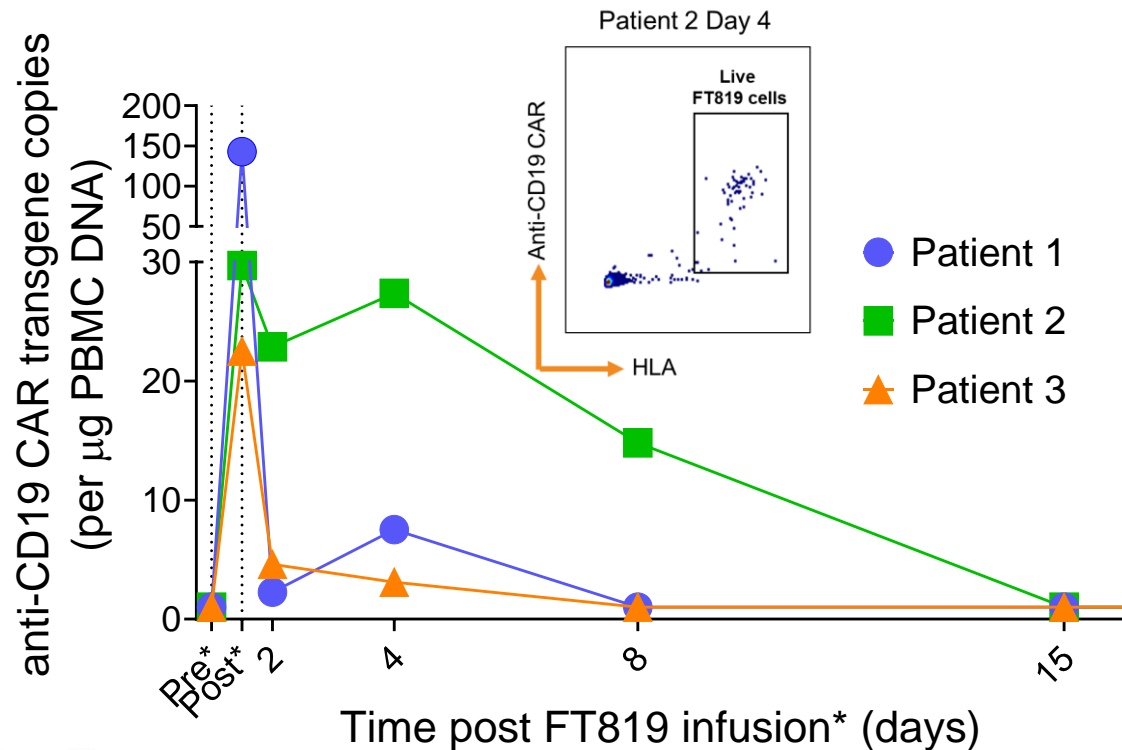 Patient 2 Day 4
Live
FT819 cells
Anti-CD19 CAR
HLA
anti-CD19 CAR transgene copies
(per μg PBMC DNA)
200
150
100
50
30
20
10
0
Patient 1
Patient 2
Patient 3
Pre*
Post*
2
4
8
15
Time post FT819 infusion* (days)